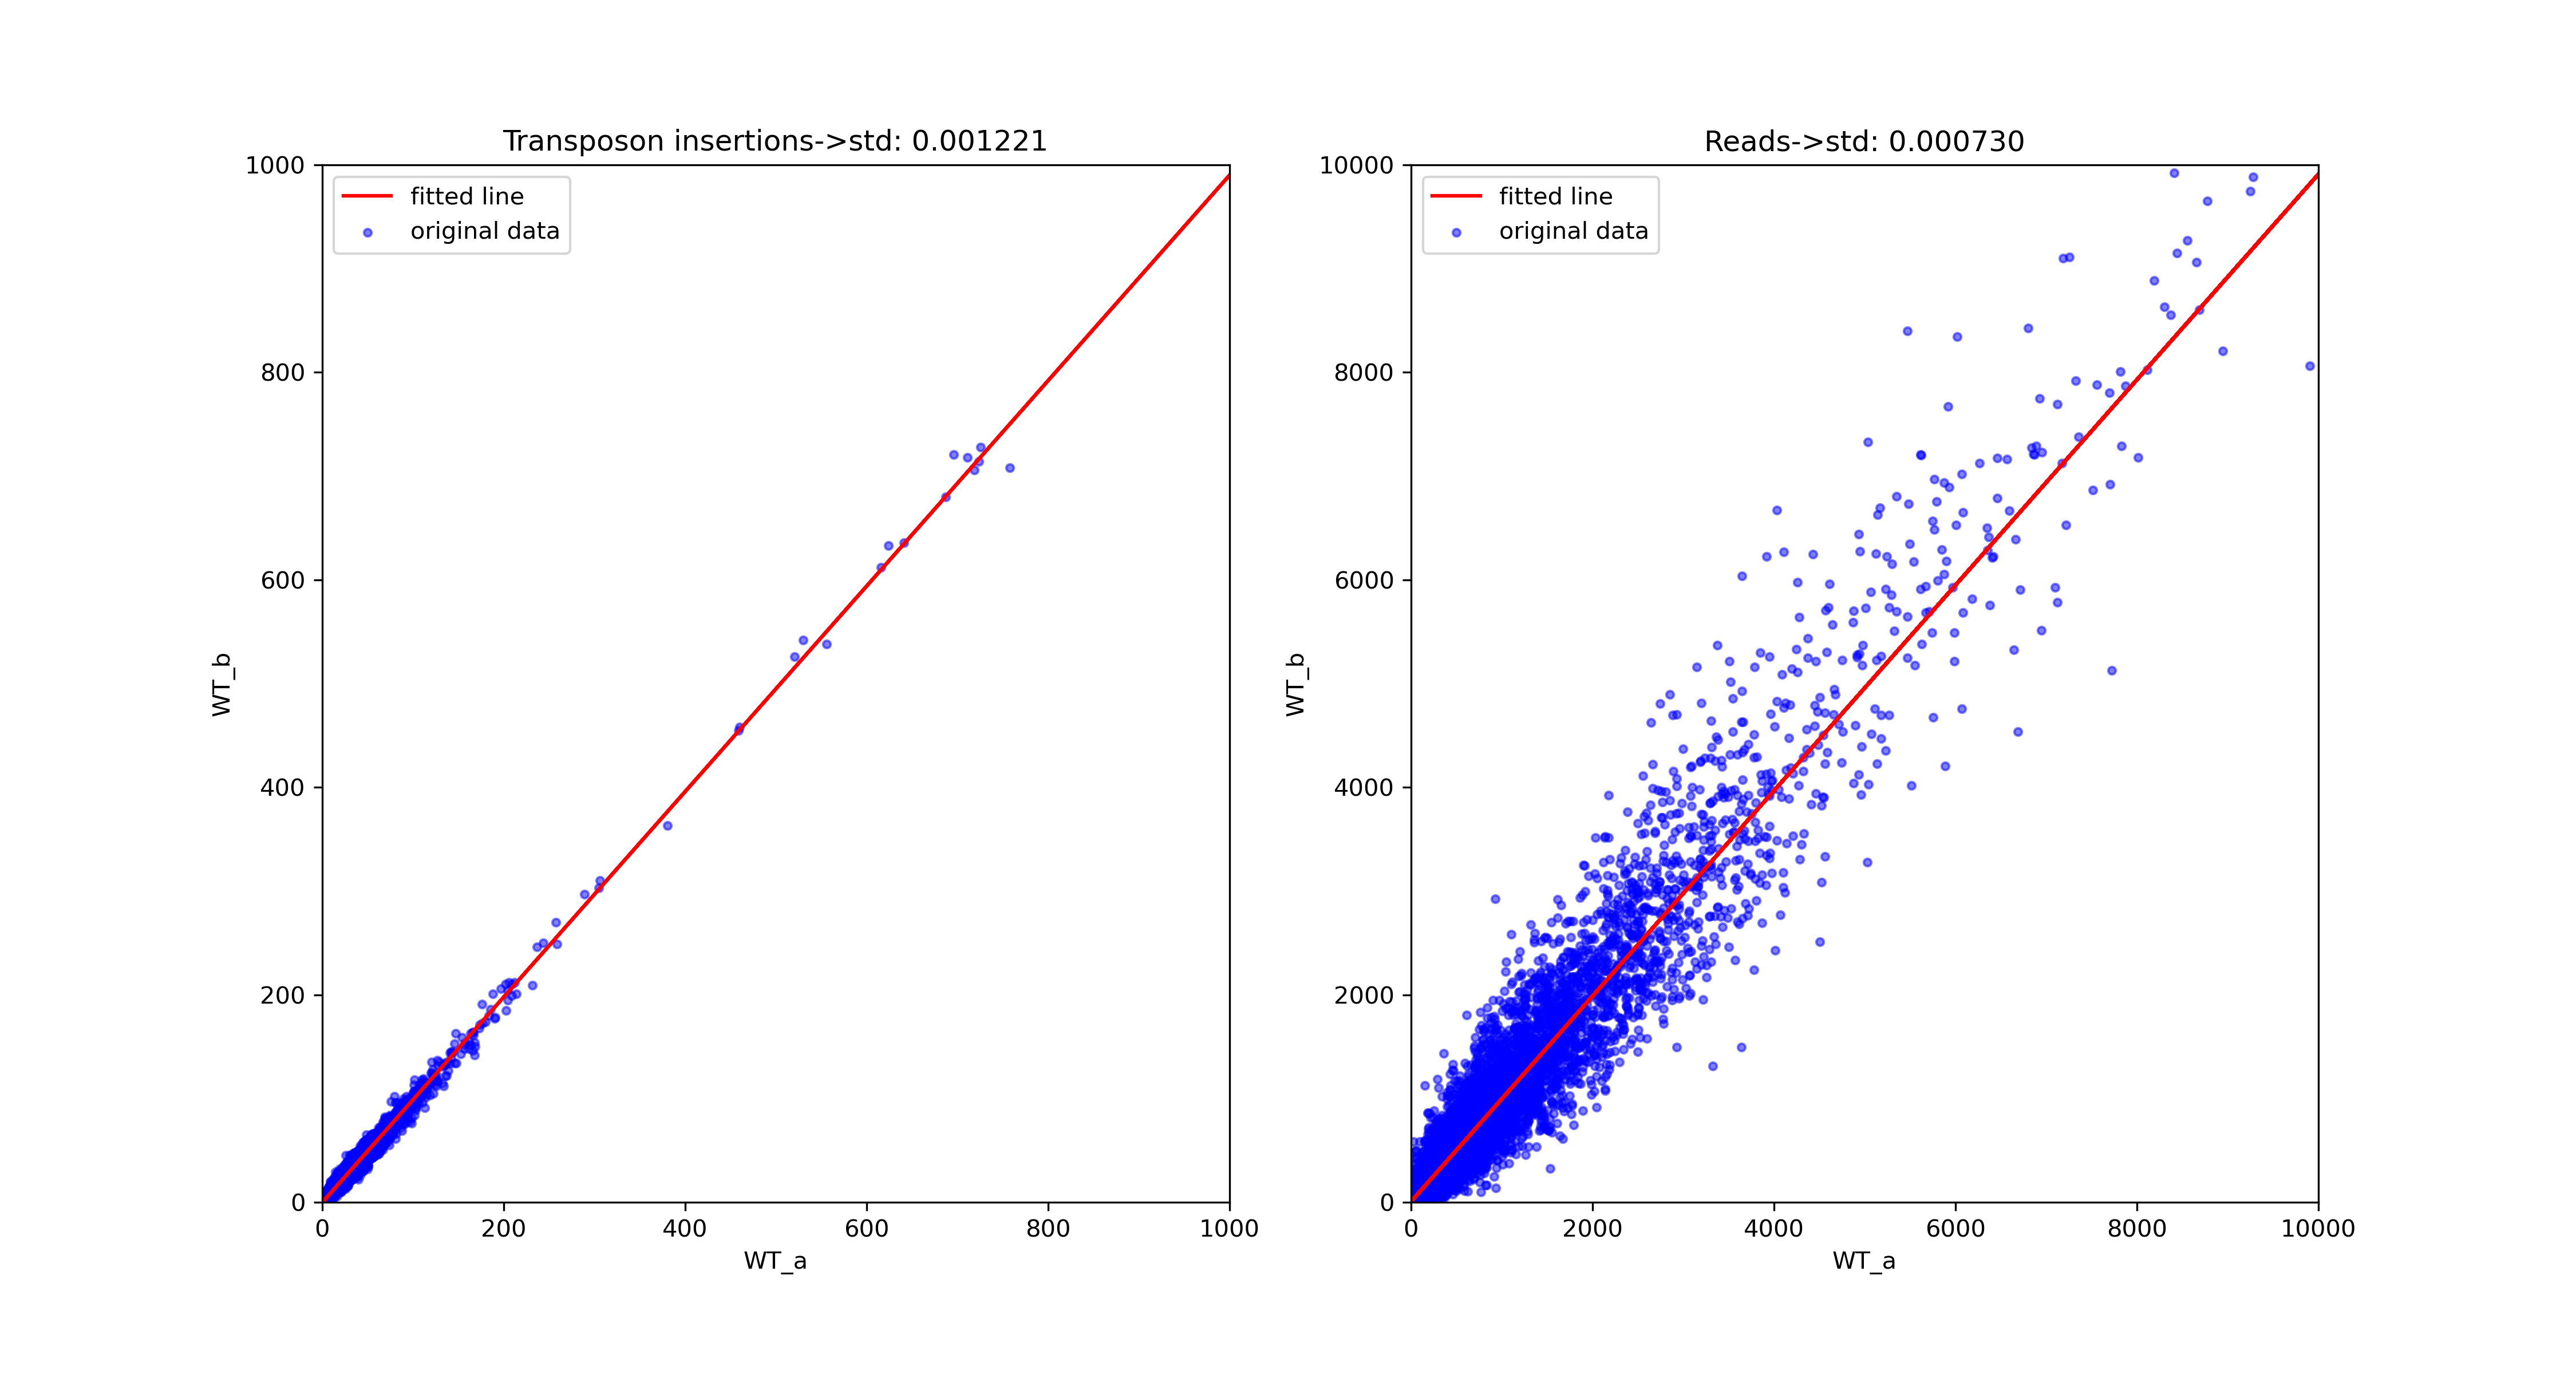 Transposon insertions->std: 0.001221
fitted line
original data
1000
800
600
400
200
0
0 200 400 600 800 1000
WT_a
WT_b
Reads->std: 0.000730
fitted line
original data
10000
8000
6000
4000
2000
0
0 2000 4000 6000 8000 10000
WT_a
WT_b